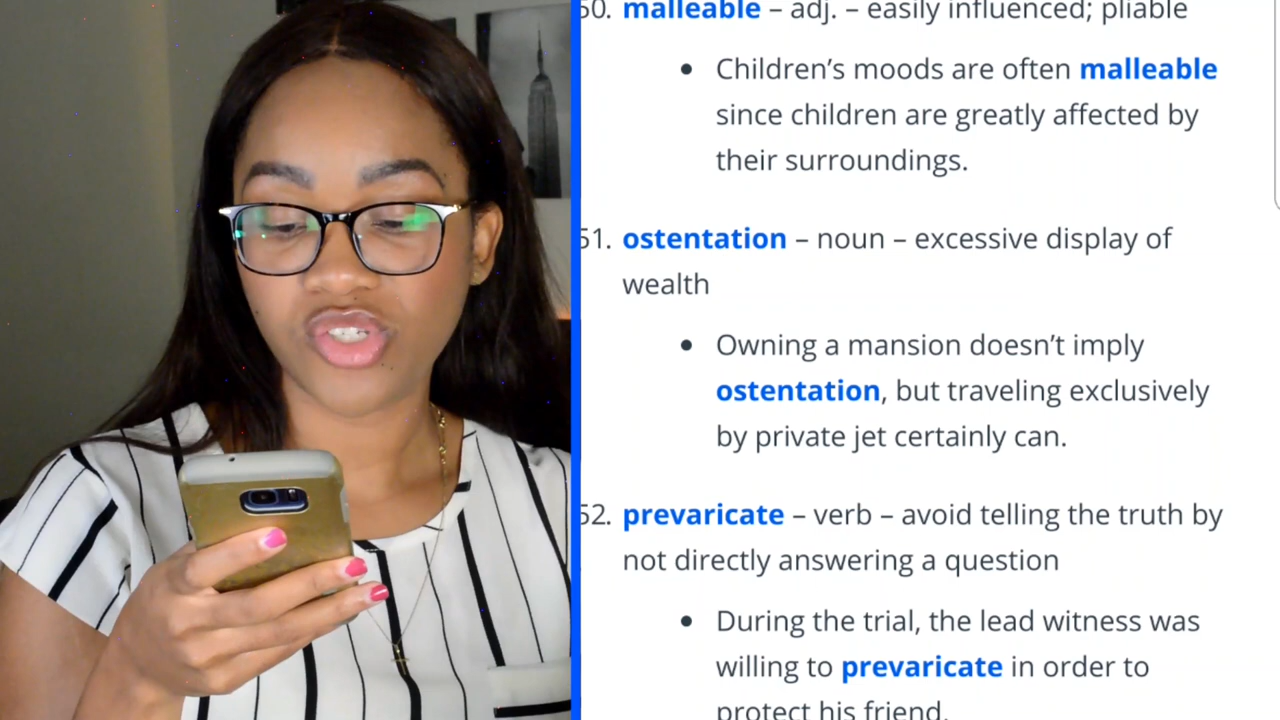 50. malleable – adj. – easily influenced; pliable
• Children’s moods are often malleable
since children are greatly affected by
their surroundings.
51. ostentation – noun – excessive display of
wealth
• Owning a mansion doesn’t imply
ostentation, but traveling exclusively
by private jet certainly can.
52. prevaricate – verb – avoid telling the truth by
not directly answering a question
• During the trial, the lead witness was
willing to prevaricate in order to
protect his friend.